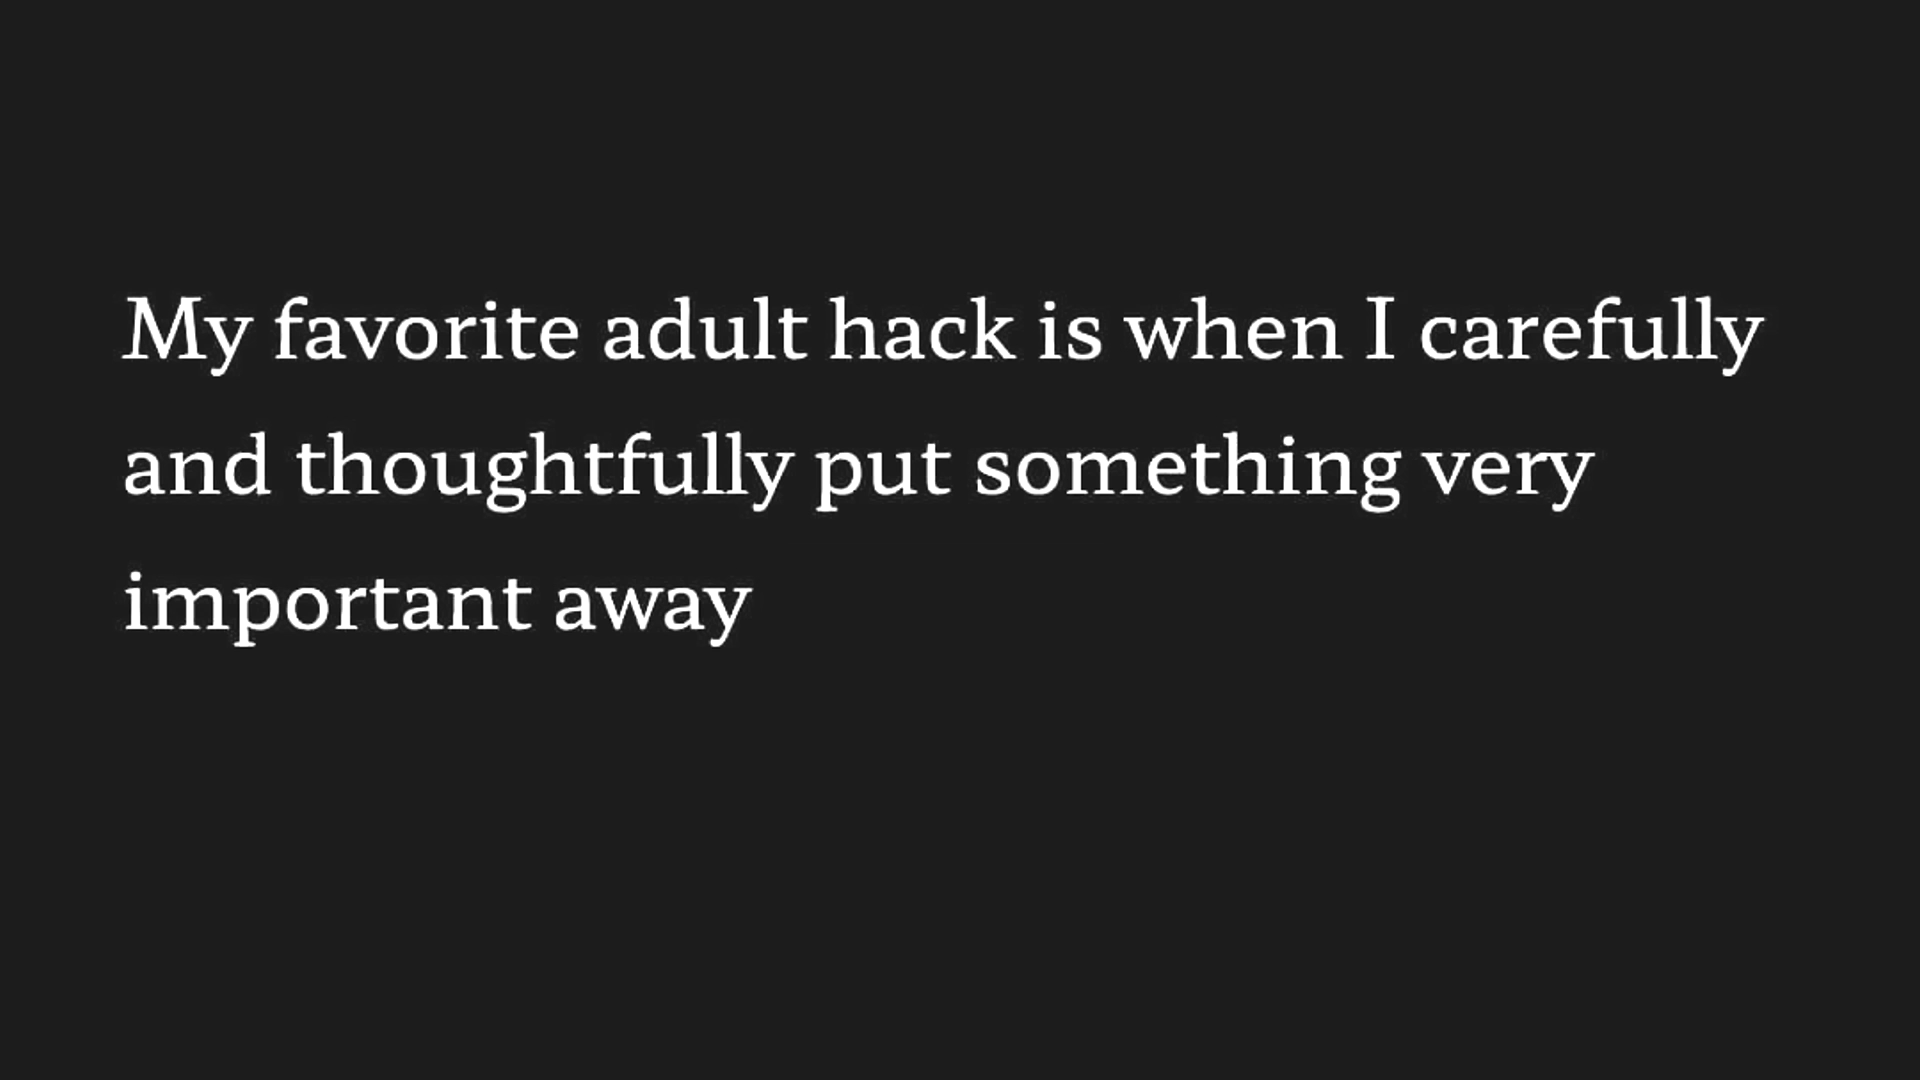 My favorite adult hack is when I carefully
and thoughtfully put something very
important away